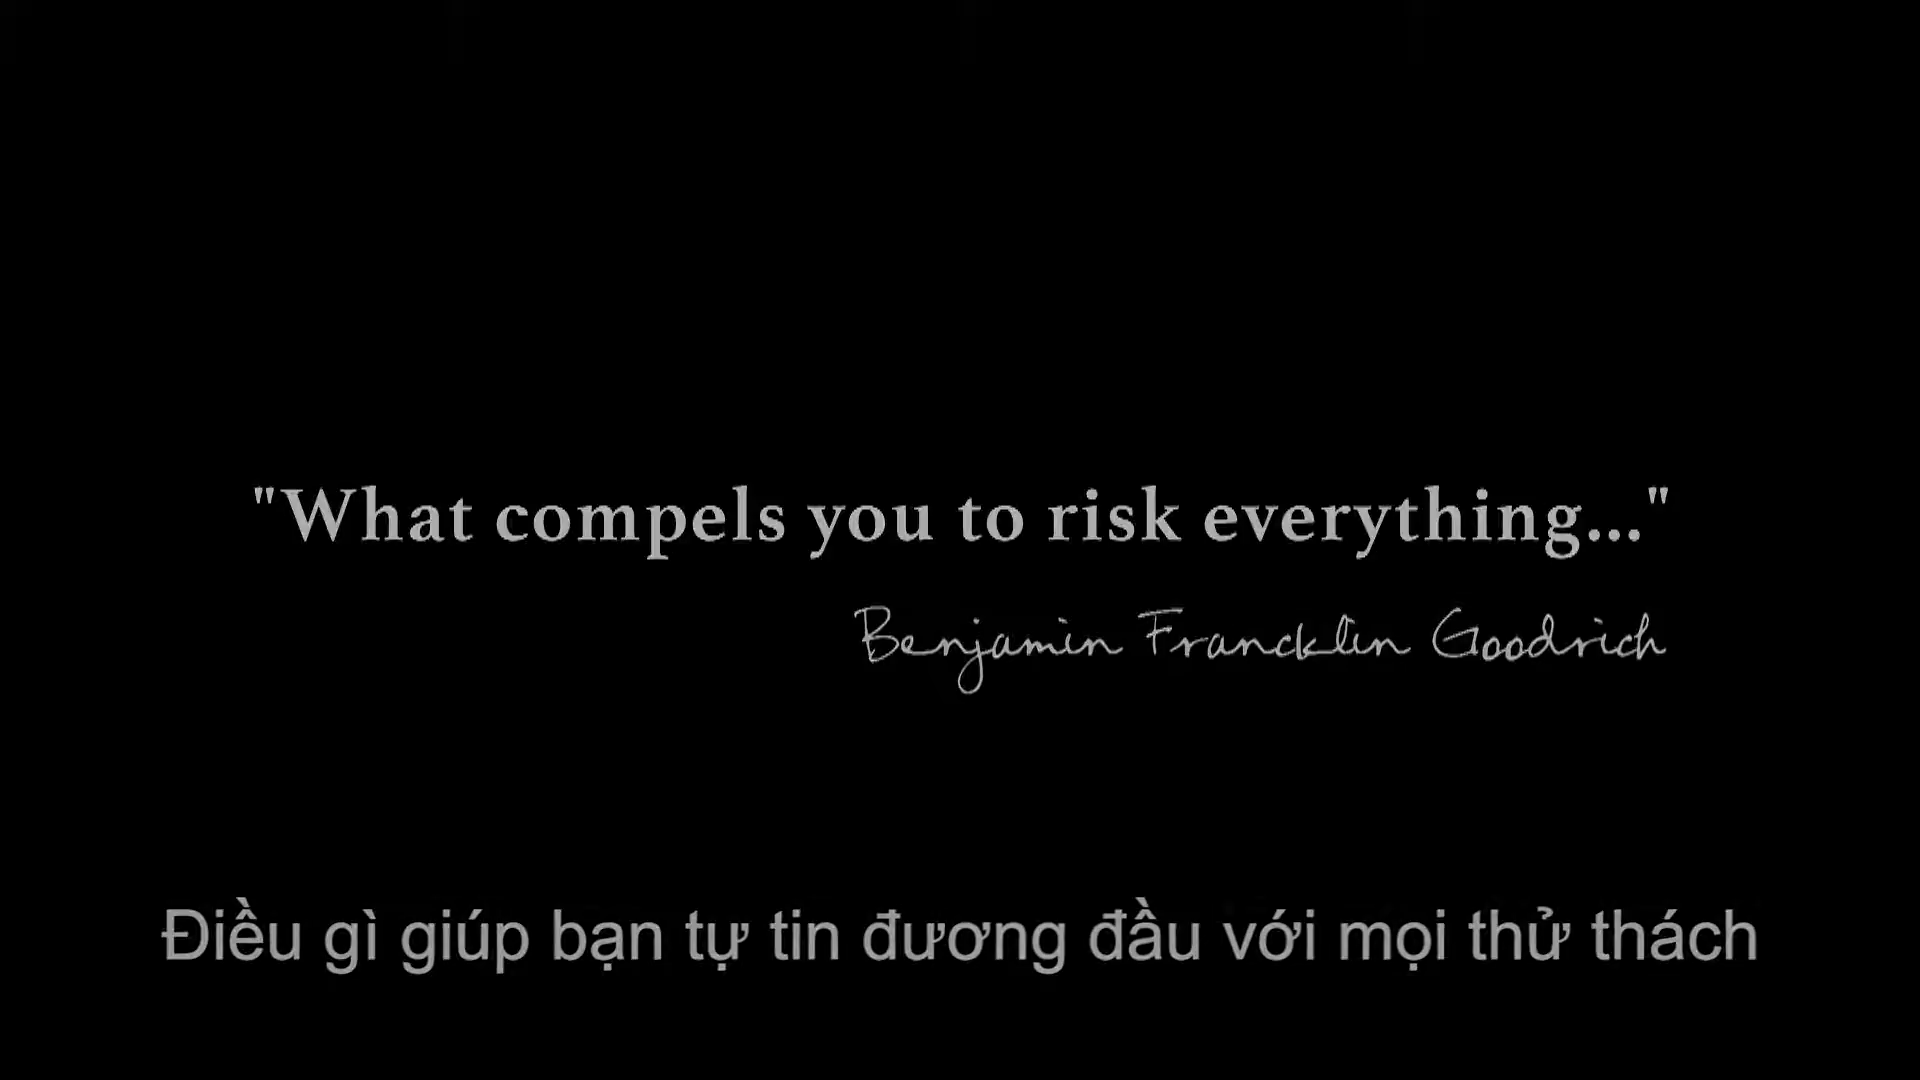 "What compels you to risk everything..."
Benjamin Francklin Goodrich
Điều gì giúp bạn tự tin đương đầu với mọi thử thách